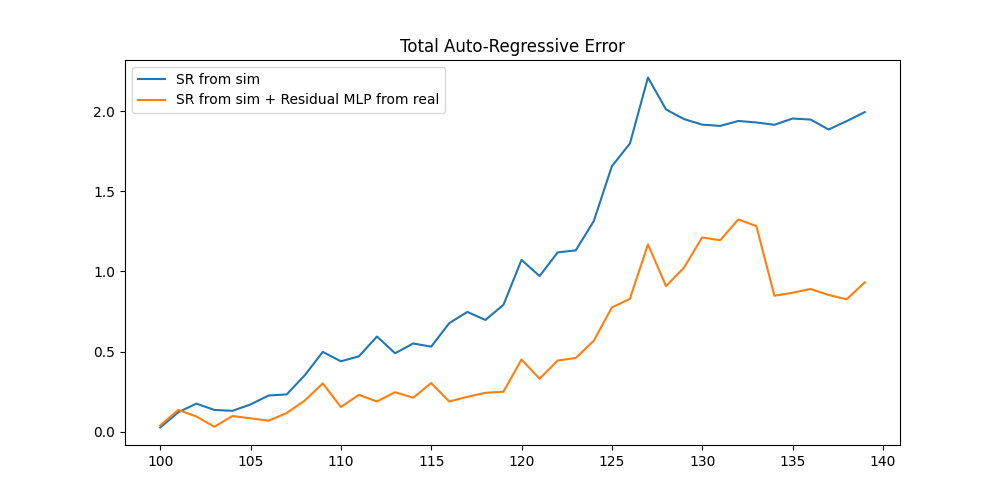 Total Auto-Regressive Error
SR from sim
SR from sim + Residual MLP from real
2.0
1.5
1.0
0.5
0.0
100 105 110 115 120 125 130 135 140